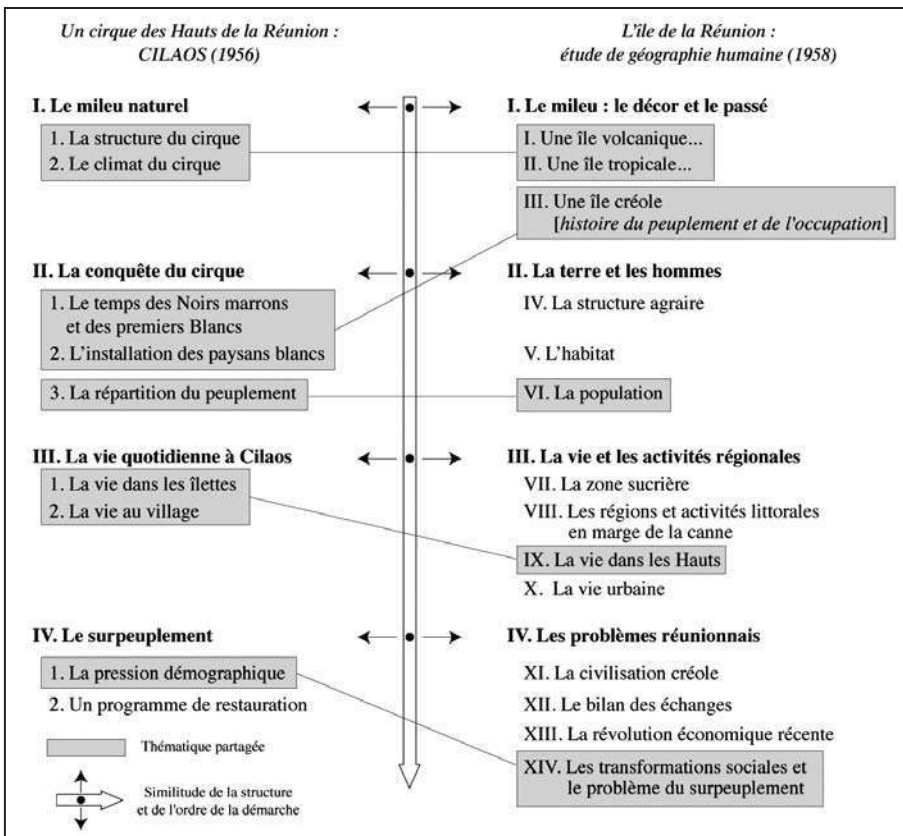 Un cirque des Hauts de la Réunion :
CILAOS (1956)
I. Le mileu naturel
1. La structure du cirque
2. Le climat du cirque
II. La conquête du cirque
1. Le temps des Noirs marrons
et des premiers Blancs
2. L'installation des paysans blancs
3. La répartition du peuplement
III. La vie quotidienne à Cilaos
1. La vie dans les îlettes
2. La vie au village
IV. Le surpeuplement
1. La pression démographique
2. Un programme de restauration
L'île de la Réunion :
étude de géographie humaine (1958)
I. Le mileu : le décor et le passé
I. Une île volcanique...
II. Une île tropicale...
III. Une île créole
[histoire du peuplement et de l'occupation]
II. La terre et les hommes
IV. La structure agraire
V. L'habitat
VI. La population
III. La vie et les activités régionales
VII. La zone sucrière
VIII. Les régions et activités littorales
en marge de la canne
IX. La vie dans les Hauts
X. La vie urbaine
IV. Les problèmes réunionnais
XI. La civilisation créole
XII. Le bilan des échanges
XIII. La révolution économique récente
XIV. Les transformations sociales et
le problème du surpeuplement
Thématique partagée
Similitude de la structure
et de l'ordre de la démarche